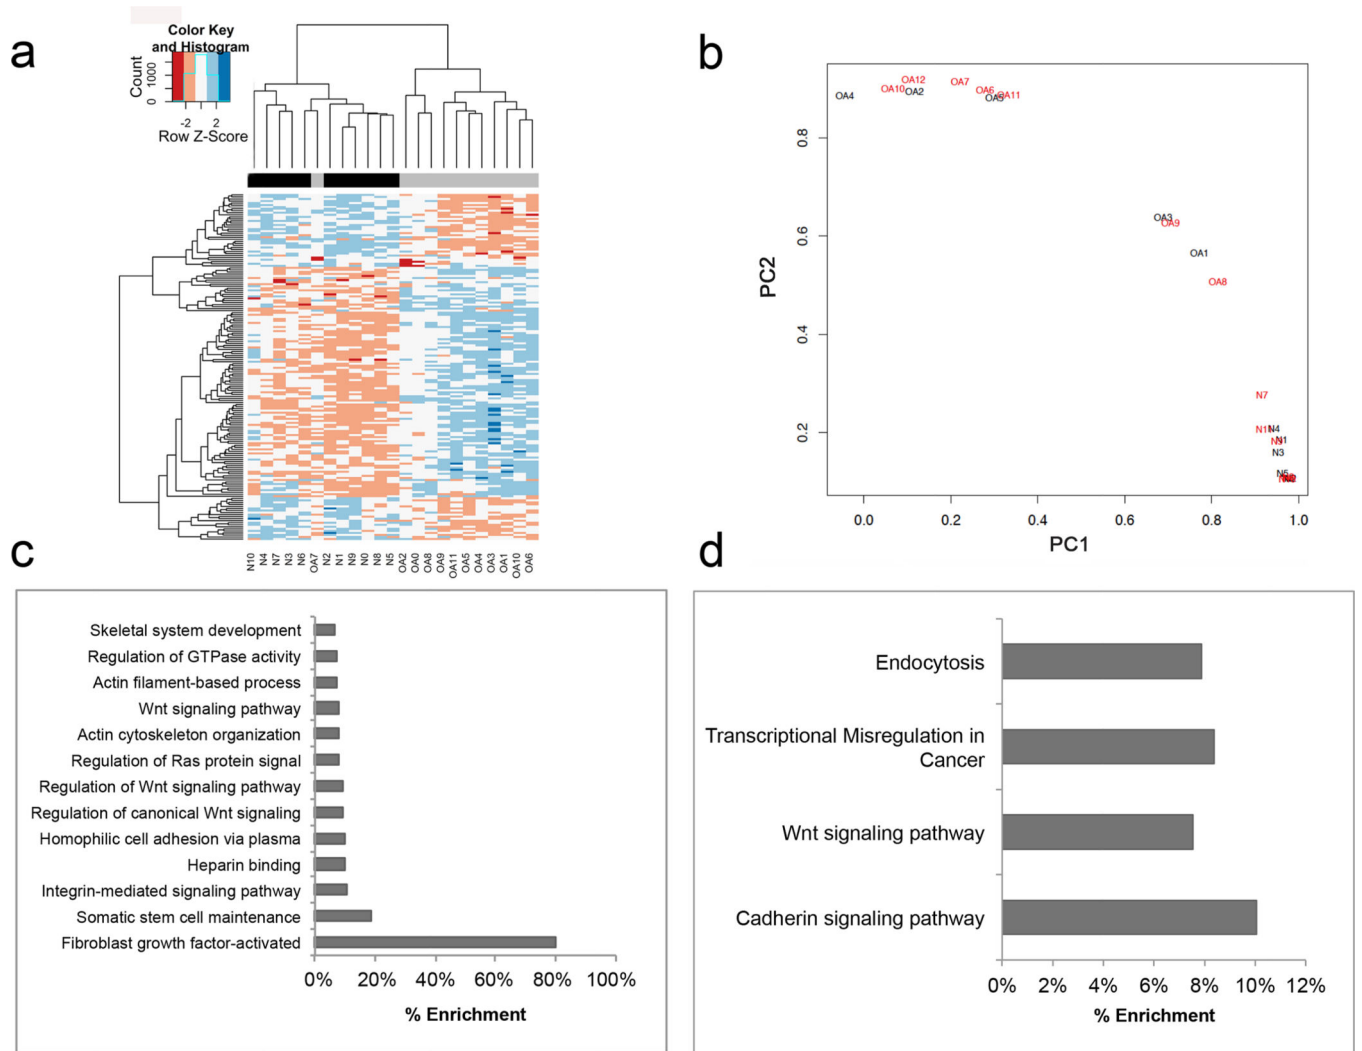 a
Color Key
and Histogram
Count
0 1000
-2 2
Row Z-Score
N10 N4 N7 N3 N6 OA7 N2 N1 N9 N0 N8 N5 OA2 OA0 OA8 OA9 OA11 OA5 OA4 OA3 OA1 OA10 OA6
b
OA4
OA10
OA12
OA2
OA7
OA6
OA5
OA11
OA3
OA9
OA1
OA8
N7
N4
N1
N3
N5
PC2
0.8
0.6
0.4
0.2
0.0 0.2 0.4 0.6 0.8 1.0
PC1
c
Skeletal system development
Regulation of GTPase activity
Actin filament-based process
Wnt signaling pathway
Actin cytoskeleton organization
Regulation of Ras protein signal
Regulation of Wnt signaling pathway
Regulation of canonical Wnt signaling
Homophilic cell adhesion via plasma
Heparin binding
Integrin-mediated signaling pathway
Somatic stem cell maintenance
Fibroblast growth factor-activated
0% 20% 40% 60% 80% 100%
% Enrichment
d
Endocytosis
Transcriptional Misregulation in
Cancer
Wnt signaling pathway
Cadherin signaling pathway
0% 2% 4% 6% 8% 10% 12%
% Enrichment